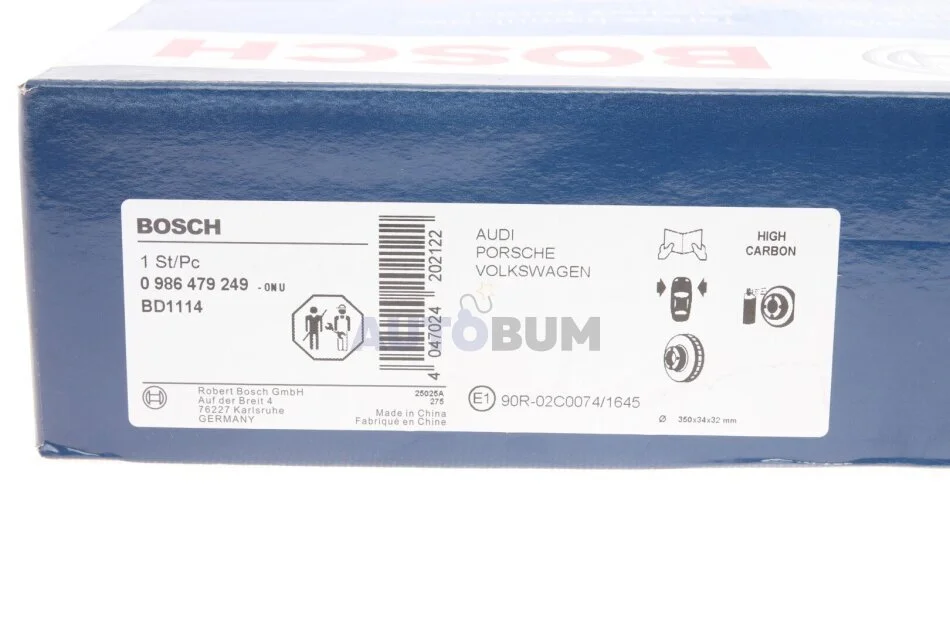 BOSCH
BOSCH
1 St/Pc
0 986 479 249 - 0NU
BD1114
4 047024 202122
AUDI
PORSCHE
VOLKSWAGEN
HIGH
CARBON
AUTOBUM
Robert Bosch GmbH
Auf der Breit 4
76227 Karlsruhe
GERMANY
25025A
275
Made in China
Fabriqué en Chine
E1 90R-02C0074/1645
Ø 350x34x32 mm